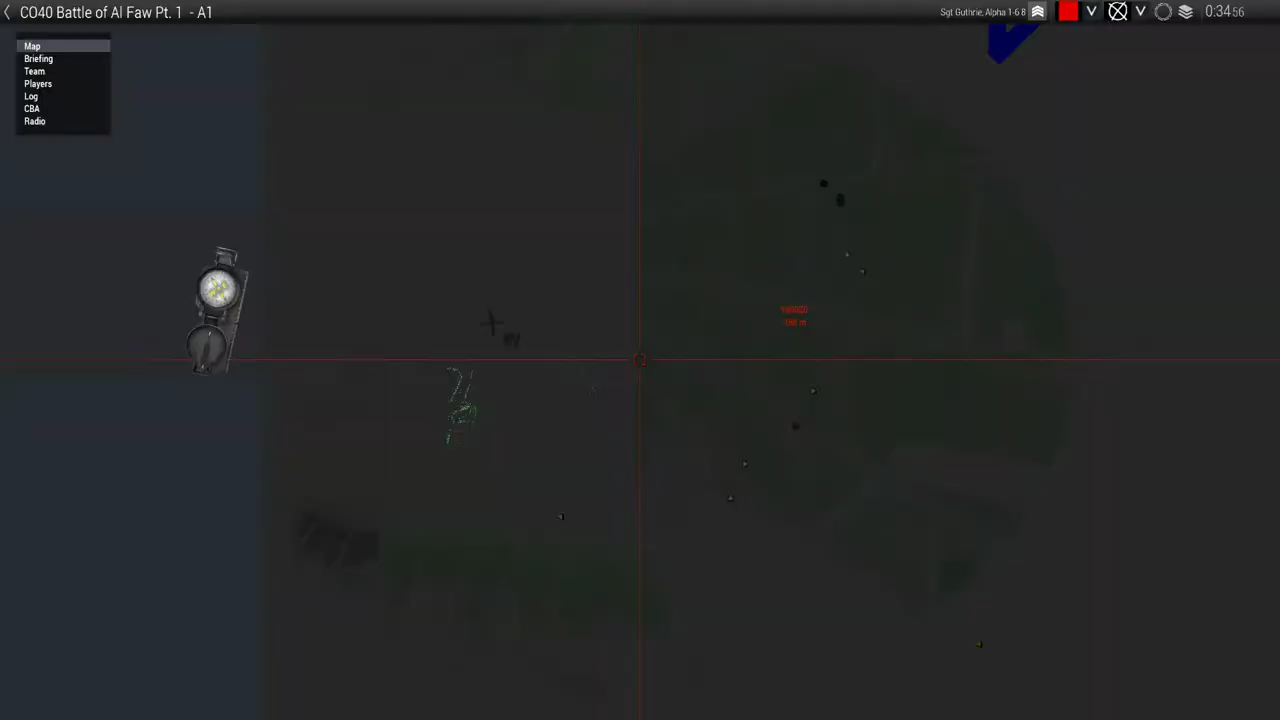 CO40 Battle of Al Faw Pt. 1 - A1
Sgt Guthrie, Alpha 1-6 B
0:34 56
Map
Briefing
Team
Players
Log
CBA
Radio